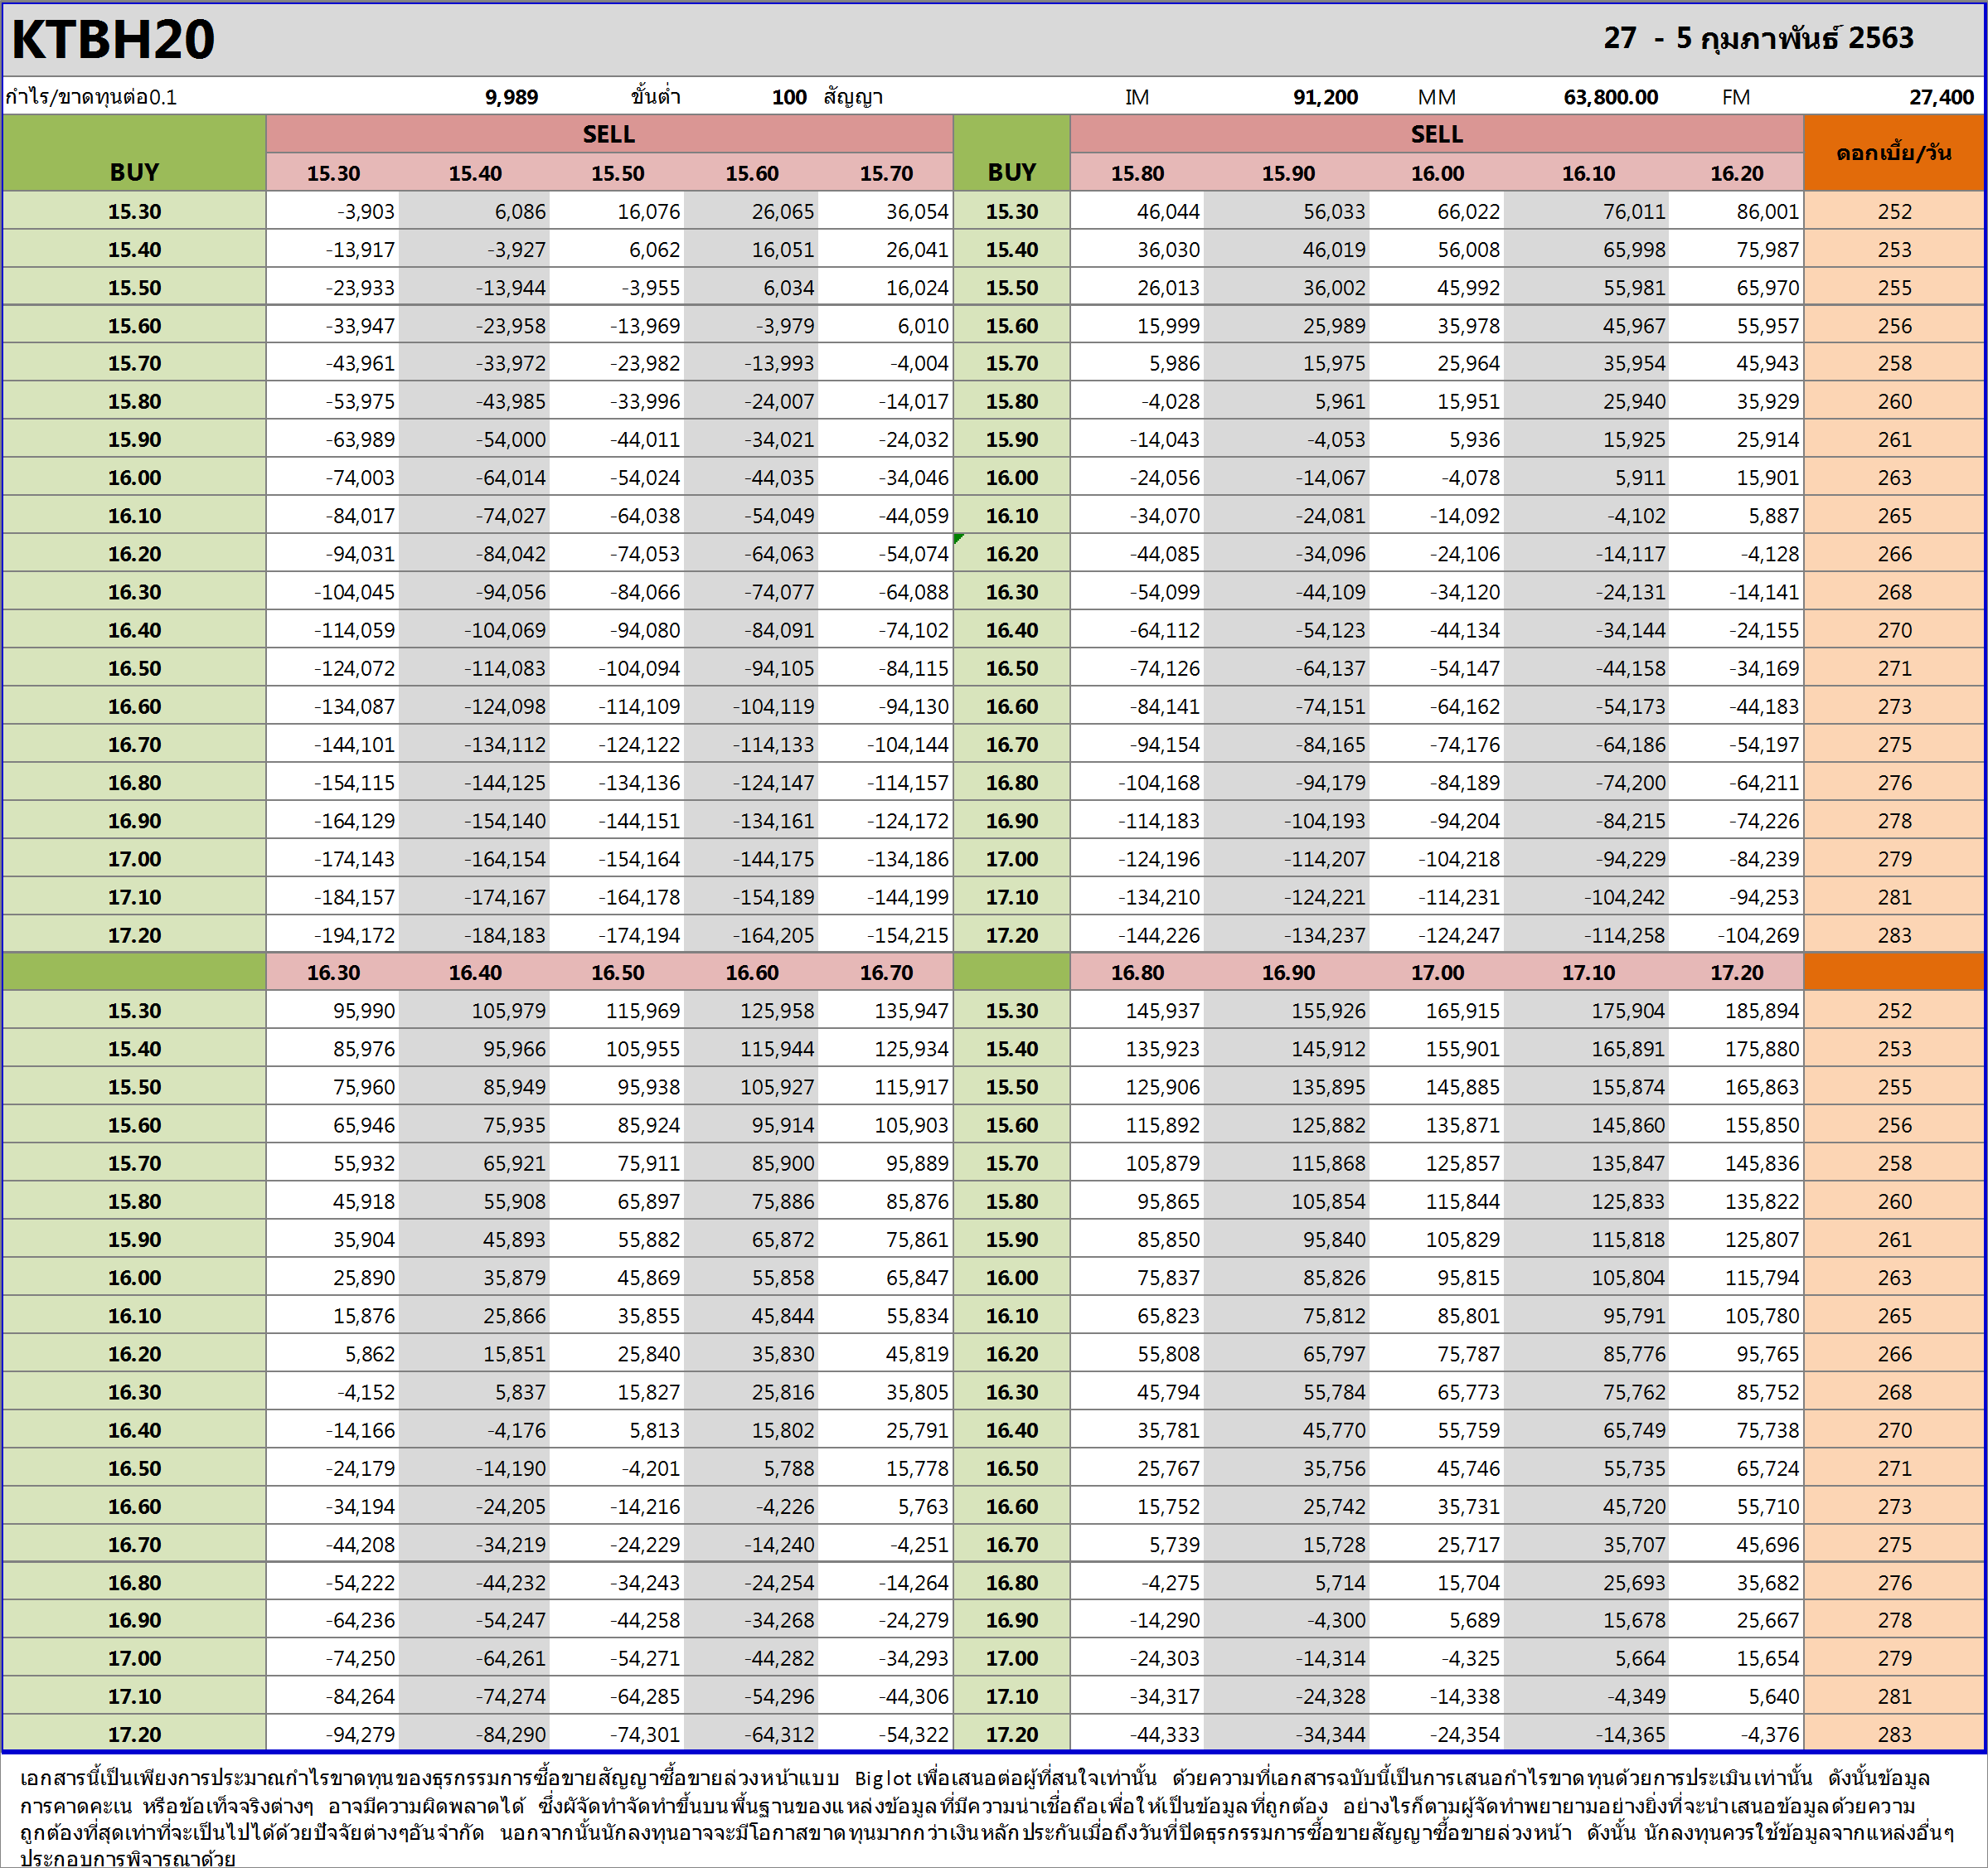 KTBH20 27 - 5 กุมภาพันธ์ 2563
กำไร/ขาดทุนต่อ0.1 9,989 ขั้นต่ำ 100 สัญญา IM 91,200 MM 63,800.00 FM 27,400
BUY SELL BUY SELL ดอกเบี้ย/วัน
15.30 15.40 15.50 15.60 15.70 15.80 15.90 16.00 16.10 16.20
15.30 -3,903 6,086 16,076 26,065 36,054 15.30 46,044 56,033 66,022 76,011 86,001 252
15.40 -13,917 -3,927 6,062 16,051 26,041 15.40 36,030 46,019 56,008 65,998 75,987 253
15.50 -23,933 -13,944 -3,955 6,034 16,024 15.50 26,013 36,002 45,992 55,981 65,970 255
15.60 -33,947 -23,958 -13,969 -3,979 6,010 15.60 15,999 25,989 35,978 45,967 55,957 256
15.70 -43,961 -33,972 -23,982 -13,993 -4,004 15.70 5,986 15,975 25,964 35,954 45,943 258
15.80 -53,975 -43,985 -33,996 -24,007 -14,017 15.80 -4,028 5,961 15,951 25,940 35,929 260
15.90 -63,989 -54,000 -44,011 -34,021 -24,032 15.90 -14,043 -4,053 5,936 15,925 25,914 261
16.00 -74,003 -64,014 -54,024 -44,035 -34,046 16.00 -24,056 -14,067 -4,078 5,911 15,901 263
16.10 -84,017 -74,027 -64,038 -54,049 -44,059 16.10 -34,070 -24,081 -14,092 -4,102 5,887 265
16.20 -94,031 -84,042 -74,053 -64,063 -54,074 16.20 -44,085 -34,096 -24,106 -14,117 -4,128 266
16.30 -104,045 -94,056 -84,066 -74,077 -64,088 16.30 -54,099 -44,109 -34,120 -24,131 -14,141 268
16.40 -114,059 -104,069 -94,080 -84,091 -74,102 16.40 -64,112 -54,123 -44,134 -34,144 -24,155 270
16.50 -124,072 -114,083 -104,094 -94,105 -84,115 16.50 -74,126 -64,137 -54,147 -44,158 -34,169 271
16.60 -134,087 -124,098 -114,109 -104,119 -94,130 16.60 -84,141 -74,151 -64,162 -54,173 -44,183 273
16.70 -144,101 -134,112 -124,122 -114,133 -104,144 16.70 -94,154 -84,165 -74,176 -64,186 -54,197 275
16.80 -154,115 -144,125 -134,136 -124,147 -114,157 16.80 -104,168 -94,179 -84,189 -74,200 -64,211 276
16.90 -164,129 -154,140 -144,151 -134,161 -124,172 16.90 -114,183 -104,193 -94,204 -84,215 -74,226 278
17.00 -174,143 -164,154 -154,164 -144,175 -134,186 17.00 -124,196 -114,207 -104,218 -94,229 -84,239 279
17.10 -184,157 -174,167 -164,178 -154,189 -144,199 17.10 -134,210 -124,221 -114,231 -104,242 -94,253 281
17.20 -194,172 -184,183 -174,194 -164,205 -154,215 17.20 -144,226 -134,237 -124,247 -114,258 -104,269 283
16.30 16.40 16.50 16.60 16.70 16.80 16.90 17.00 17.10 17.20
15.30 95,990 105,979 115,969 125,958 135,947 15.30 145,937 155,926 165,915 175,904 185,894 252
15.40 85,976 95,966 105,955 115,944 125,934 15.40 135,923 145,912 155,901 165,891 175,880 253
15.50 75,960 85,949 95,938 105,927 115,917 15.50 125,906 135,895 145,885 155,874 165,863 255
15.60 65,946 75,935 85,924 95,914 105,903 15.60 115,892 125,882 135,871 145,860 155,850 256
15.70 55,932 65,921 75,911 85,900 95,889 15.70 105,879 115,868 125,857 135,847 145,836 258
15.80 45,918 55,908 65,897 75,886 85,876 15.80 95,865 105,854 115,844 125,833 135,822 260
15.90 35,904 45,893 55,882 65,872 75,861 15.90 85,850 95,840 105,829 115,818 125,807 261
16.00 25,890 35,879 45,869 55,858 65,847 16.00 75,837 85,826 95,815 105,804 115,794 263
16.10 15,876 25,866 35,855 45,844 55,834 16.10 65,823 75,812 85,801 95,791 105,780 265
16.20 5,862 15,851 25,840 35,830 45,819 16.20 55,808 65,797 75,787 85,776 95,765 266
16.30 -4,152 5,837 15,827 25,816 35,805 16.30 45,794 55,784 65,773 75,762 85,752 268
16.40 -14,166 -4,176 5,813 15,802 25,791 16.40 35,781 45,770 55,759 65,749 75,738 270
16.50 -24,179 -14,190 -4,201 5,788 15,778 16.50 25,767 35,756 45,746 55,735 65,724 271
16.60 -34,194 -24,205 -14,216 -4,226 5,763 16.60 15,752 25,742 35,731 45,720 55,710 273
16.70 -44,208 -34,219 -24,229 -14,240 -4,251 16.70 5,739 15,728 25,717 35,707 45,696 275
16.80 -54,222 -44,232 -34,243 -24,254 -14,264 16.80 -4,275 5,714 15,704 25,693 35,682 276
16.90 -64,236 -54,247 -44,258 -34,268 -24,279 16.90 -14,290 -4,300 5,689 15,678 25,667 278
17.00 -74,250 -64,261 -54,271 -44,282 -34,293 17.00 -24,303 -14,314 -4,325 5,664 15,654 279
17.10 -84,264 -74,274 -64,285 -54,296 -44,306 17.10 -34,317 -24,328 -14,338 -4,349 5,640 281
17.20 -94,279 -84,290 -74,301 -64,312 -54,322 17.20 -44,333 -34,344 -24,354 -14,365 -4,376 283
เอกสารนี้เป็นเพียงการประมาณกำไรขาดทุนของธุรกรรมการซื้อขายสัญญาซื้อขายล่วงหน้าแบบ Big lot เพื่อเสนอต่อผู้ที่สนใจเท่านั้น ด้วยความที่เอกสารฉบับนี้เป็นการเสนอกำไรขาดทุนด้วยการประเมินเท่านั้น ดังนั้นข้อมูล
การคาดคะเน หรือข้อเท็จจริงต่างๆ อาจมีความผิดพลาดได้ ซึ่งผัจัดทำจัดทำขึ้นบนพื้นฐานของแหล่งข้อมูลที่มีความน่าเชื่อถือเพื่อให้เป็นข้อมูลที่ถูกต้อง อย่างไรก็ตามผู้จัดทำพยายามอย่างยิ่งที่จะนำเสนอข้อมูลด้วยความ
ถูกต้องที่สุดเท่าที่จะเป็นไปได้ด้วยปัจจัยต่างๆอันจำกัด นอกจากนั้นนักลงทุนอาจจะมีโอกาสขาดทุนมากกว่าเงินหลักประกันเมื่อถึงวันที่ปิดธุรกรรมการซื้อขายสัญญาซื้อขายล่วงหน้า ดังนั้น นักลงทุนควรใช้ข้อมูลจากแหล่งอื่นๆ
ประกอบการพิจารณาด้วย